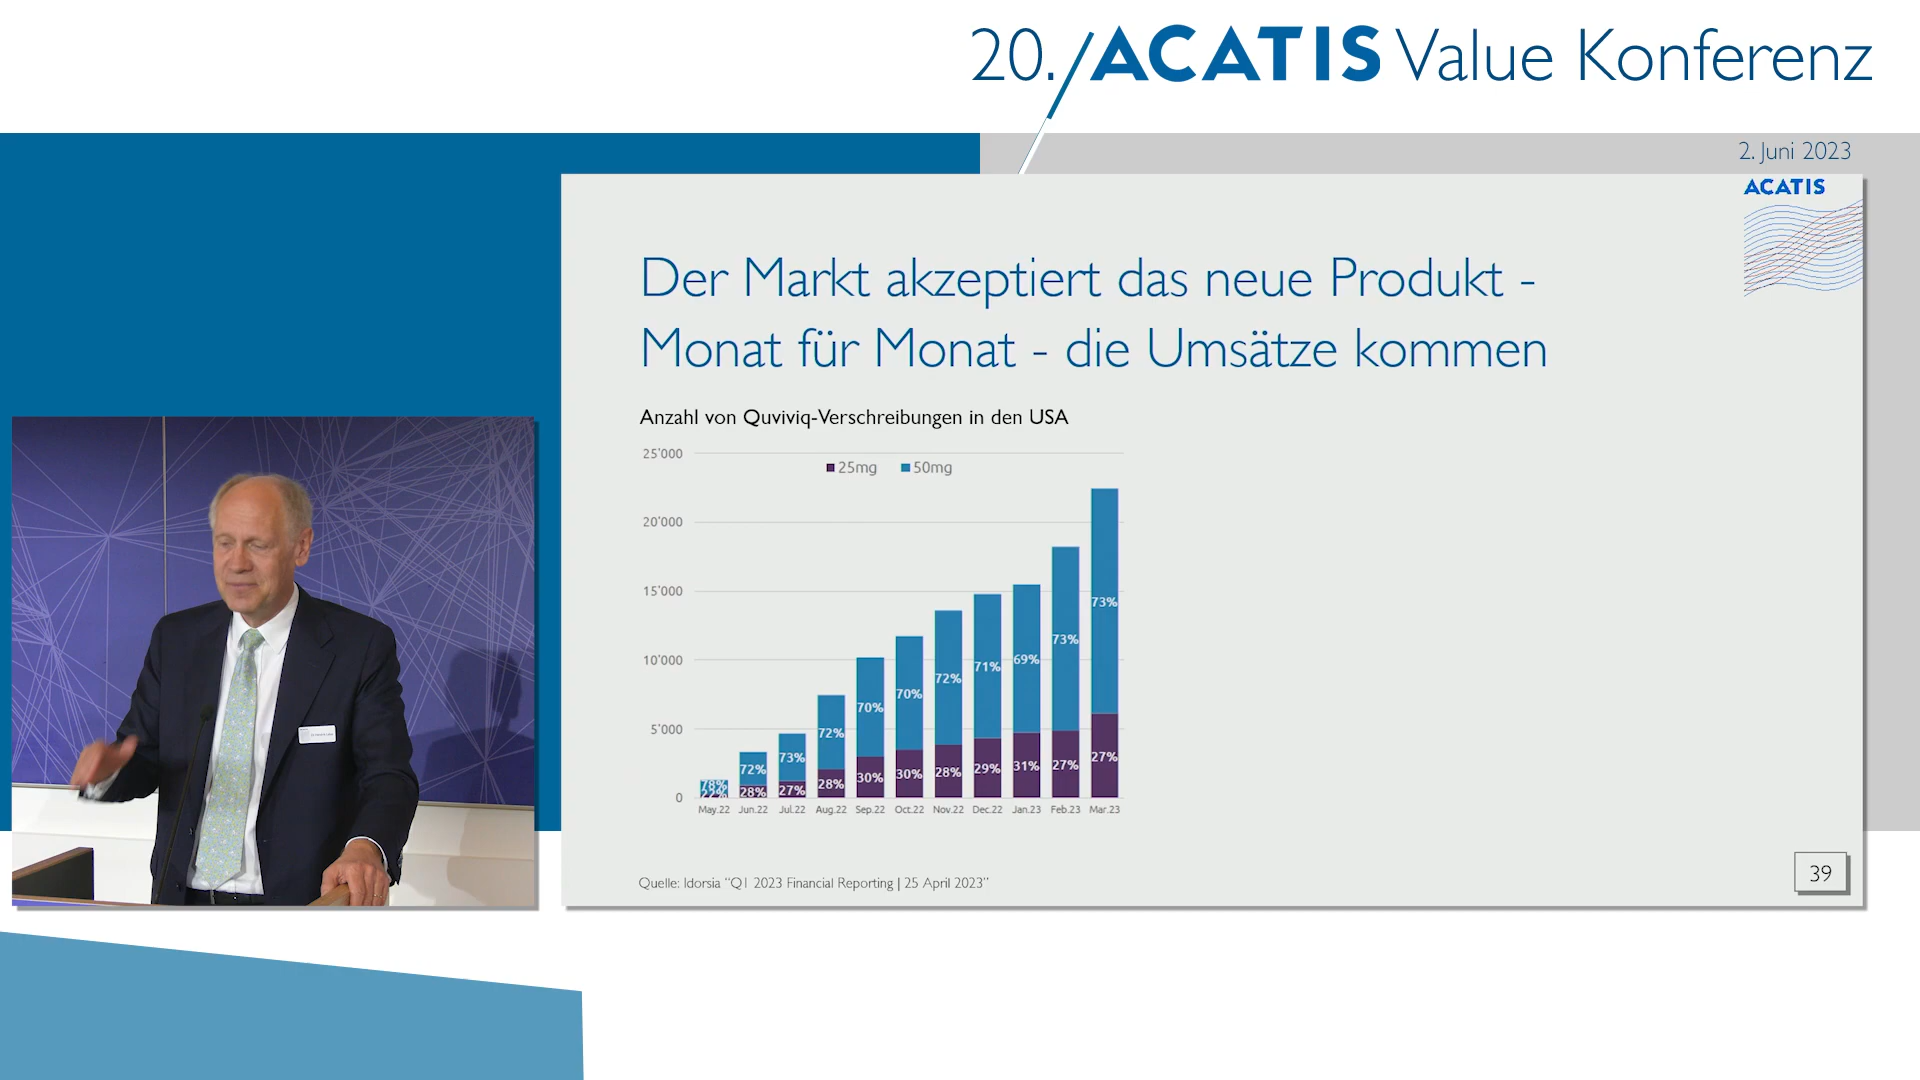 20. ACATIS Value Konferenz
2. Juni 2023
ACATIS
Der Markt akzeptiert das neue Produkt -
Monat für Monat - die Umsätze kommen
Anzahl von Quviviq-Verschreibungen in den USA
25'000
25mg 50mg
20'000
15'000
10'000
5'000
0
78% 72% 73% 72% 70% 70% 72% 71% 69% 73% 73%
22% 28% 27% 28% 30% 30% 28% 29% 31% 27% 27%
May.22 Jun.22 Jul.22 Aug.22 Sep.22 Oct.22 Nov.22 Dec.22 Jan.23 Feb.23 Mar.23
Quelle: Idorsia "Q1 2023 Financial Reporting | 25 April 2023"
39